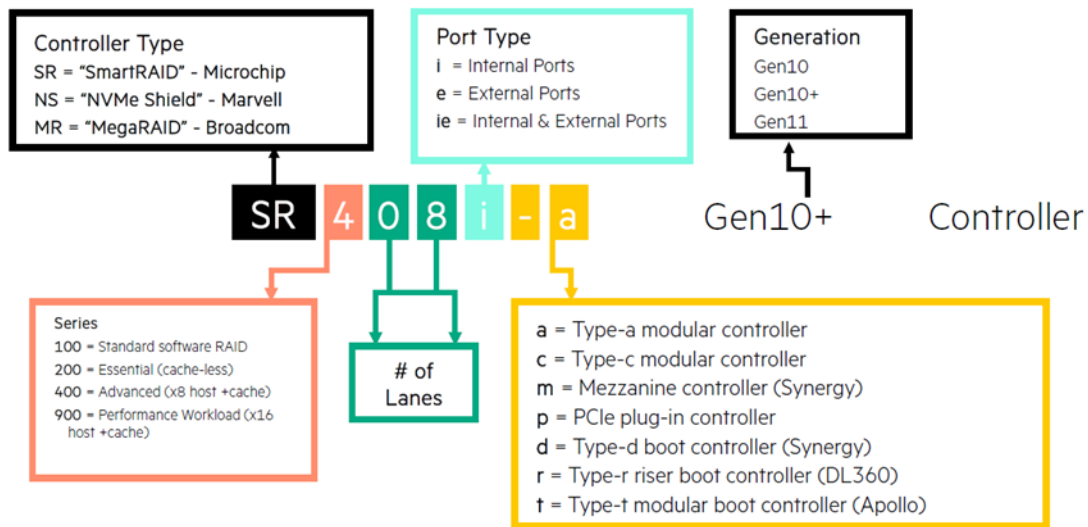 Controller Type
SR = “SmartRAID” - Microchip
NS = “NVMe Shield” - Marvell
MR = “MegaRAID” - Broadcom
Port Type
i = Internal Ports
e = External Ports
ie = Internal & External Ports
Generation
Gen10
Gen10+
Gen11
SR 4 0 8 i - a Gen10+ Controller
Series
100 = Standard software RAID
200 = Essential (cache-less)
400 = Advanced (x8 host +cache)
900 = Performance Workload (x16
host +cache)
# of
Lanes
a = Type-a modular controller
c = Type-c modular controller
m = Mezzanine controller (Synergy)
p = PCIe plug-in controller
d = Type-d boot controller (Synergy)
r = Type-r riser boot controller (DL360)
t = Type-t modular boot controller (Apollo)